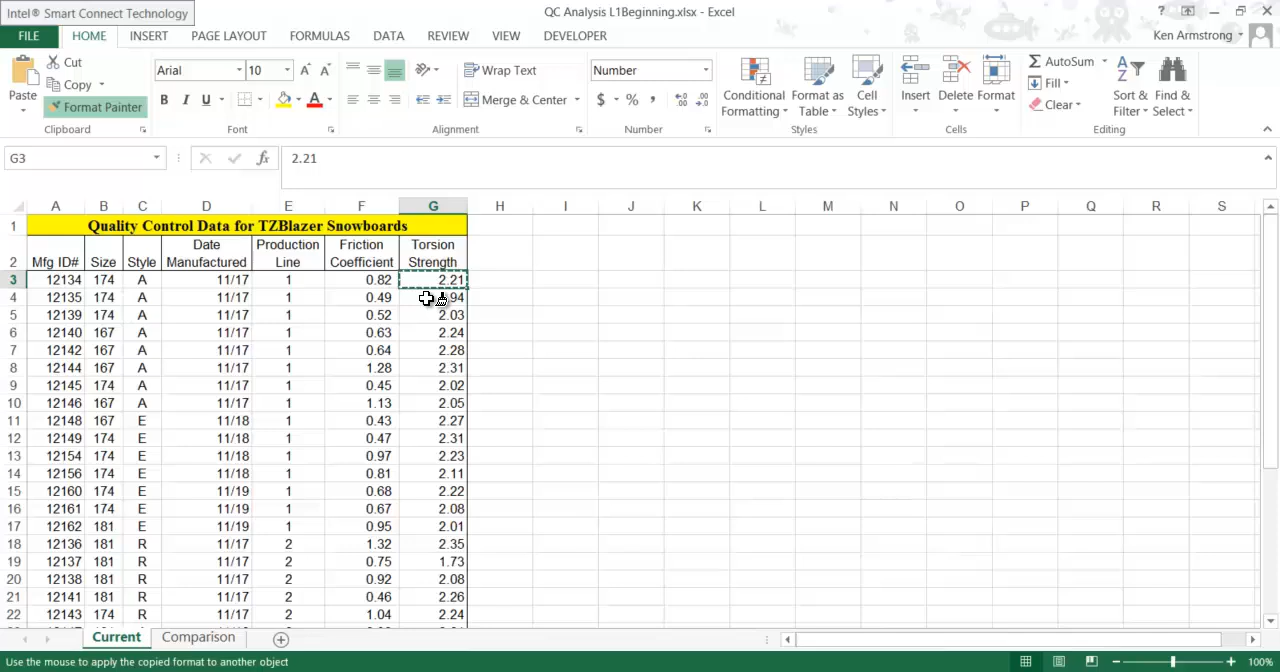 Intel® Smart Connect Technology
QC Analysis L1Beginning.xlsx - Excel
FILE HOME INSERT PAGE LAYOUT FORMULAS DATA REVIEW VIEW DEVELOPER Ken Armstrong
Paste Cut Copy Format Painter Clipboard
Arial 10 B I U Font
Wrap Text Merge & Center Alignment
Number $ % , Number
Conditional Formatting Format as Table Cell Styles Styles
Insert Delete Format Cells
AutoSum Fill Clear Sort & Filter Find & Select Editing
G3 fx 2.21
A B C D E F G H I J K L M N O P Q R S
1 Quality Control Data for TZBlazer Snowboards
Date Production Friction Torsion
2 Mfg ID# Size Style Manufactured Line Coefficient Strength
3 12134 174 A 11/17 1 0.82 2.21
4 12135 174 A 11/17 1 0.49 .94
5 12139 174 A 11/17 1 0.52 2.03
6 12140 167 A 11/17 1 0.63 2.24
7 12142 167 A 11/17 1 0.64 2.28
8 12144 167 A 11/17 1 1.28 2.31
9 12145 174 A 11/17 1 0.45 2.02
10 12146 167 A 11/17 1 1.13 2.05
11 12148 167 E 11/18 1 0.43 2.27
12 12149 174 E 11/18 1 0.47 2.31
13 12154 174 E 11/18 1 0.97 2.23
14 12156 174 E 11/18 1 0.81 2.11
15 12160 174 E 11/19 1 0.68 2.22
16 12161 174 E 11/19 1 0.67 2.08
17 12162 181 E 11/19 1 0.95 2.01
18 12136 181 R 11/17 2 1.32 2.35
19 12137 181 R 11/17 2 0.75 1.73
20 12138 181 R 11/17 2 0.92 2.08
21 12141 181 R 11/17 2 0.46 2.26
22 12143 174 R 11/17 2 1.04 2.24
Current Comparison
Use the mouse to apply the copied format to another object 100%